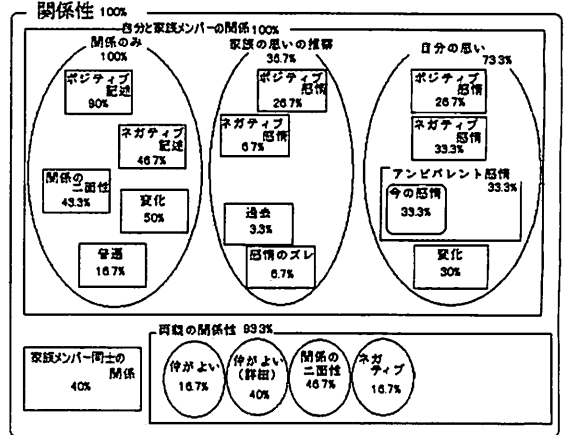 関係性 100%
自分と家族メンバーの関係 100%
関係のみ
100%
ポジティブ
記述
90%
ネガティブ
記述
46.7%
関係の
二面性
43.3%
変化
50%
普遍
16.7%
家族の思いの推察
36.7%
ポジティブ
感情
26.7%
ネガティブ
感情
6.7%
過去
3.3%
感情のズレ
6.7%
自分の思い
73.3%
ポジティブ
感情
26.7%
ネガティブ
感情
33.3%
アンビバレント感情
33.3%
今の感情
33.3%
変化
30%
家族メンバー同士の
関係
40%
両親の関係性 93.3%
仲がよい
16.7%
仲がよい
(詳細)
40%
関係の
二面性
46.7%
ネガ
ティブ
16.7%